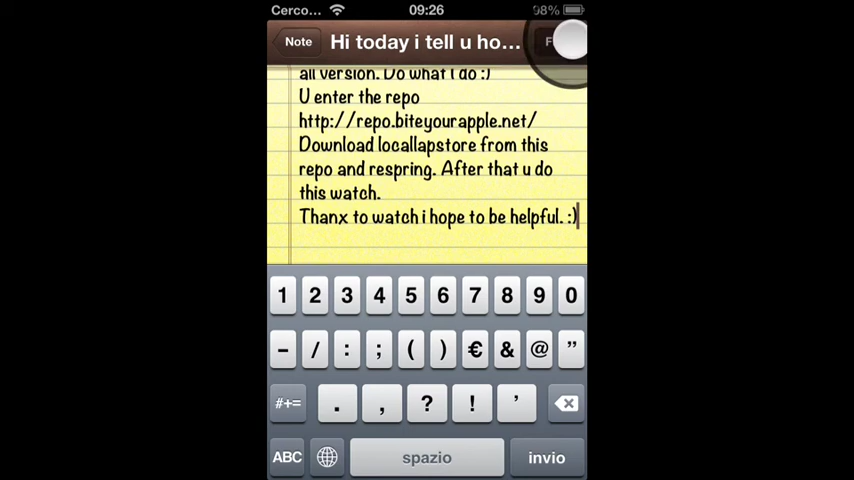 Cerco... 09:26 98%
Note Hi today i tell u ho...
all version. Do what i do :)
U enter the repo
http://repo.biteyourapple.net/
Download locallapstore from this
repo and respring. After that u do
this watch.
Thanx to watch i hope to be helpful. :)
1 2 3 4 5 6 7 8 9 0
- / : ; ( ) € & @ "
#+= . , ? ! '
ABC spazio invio